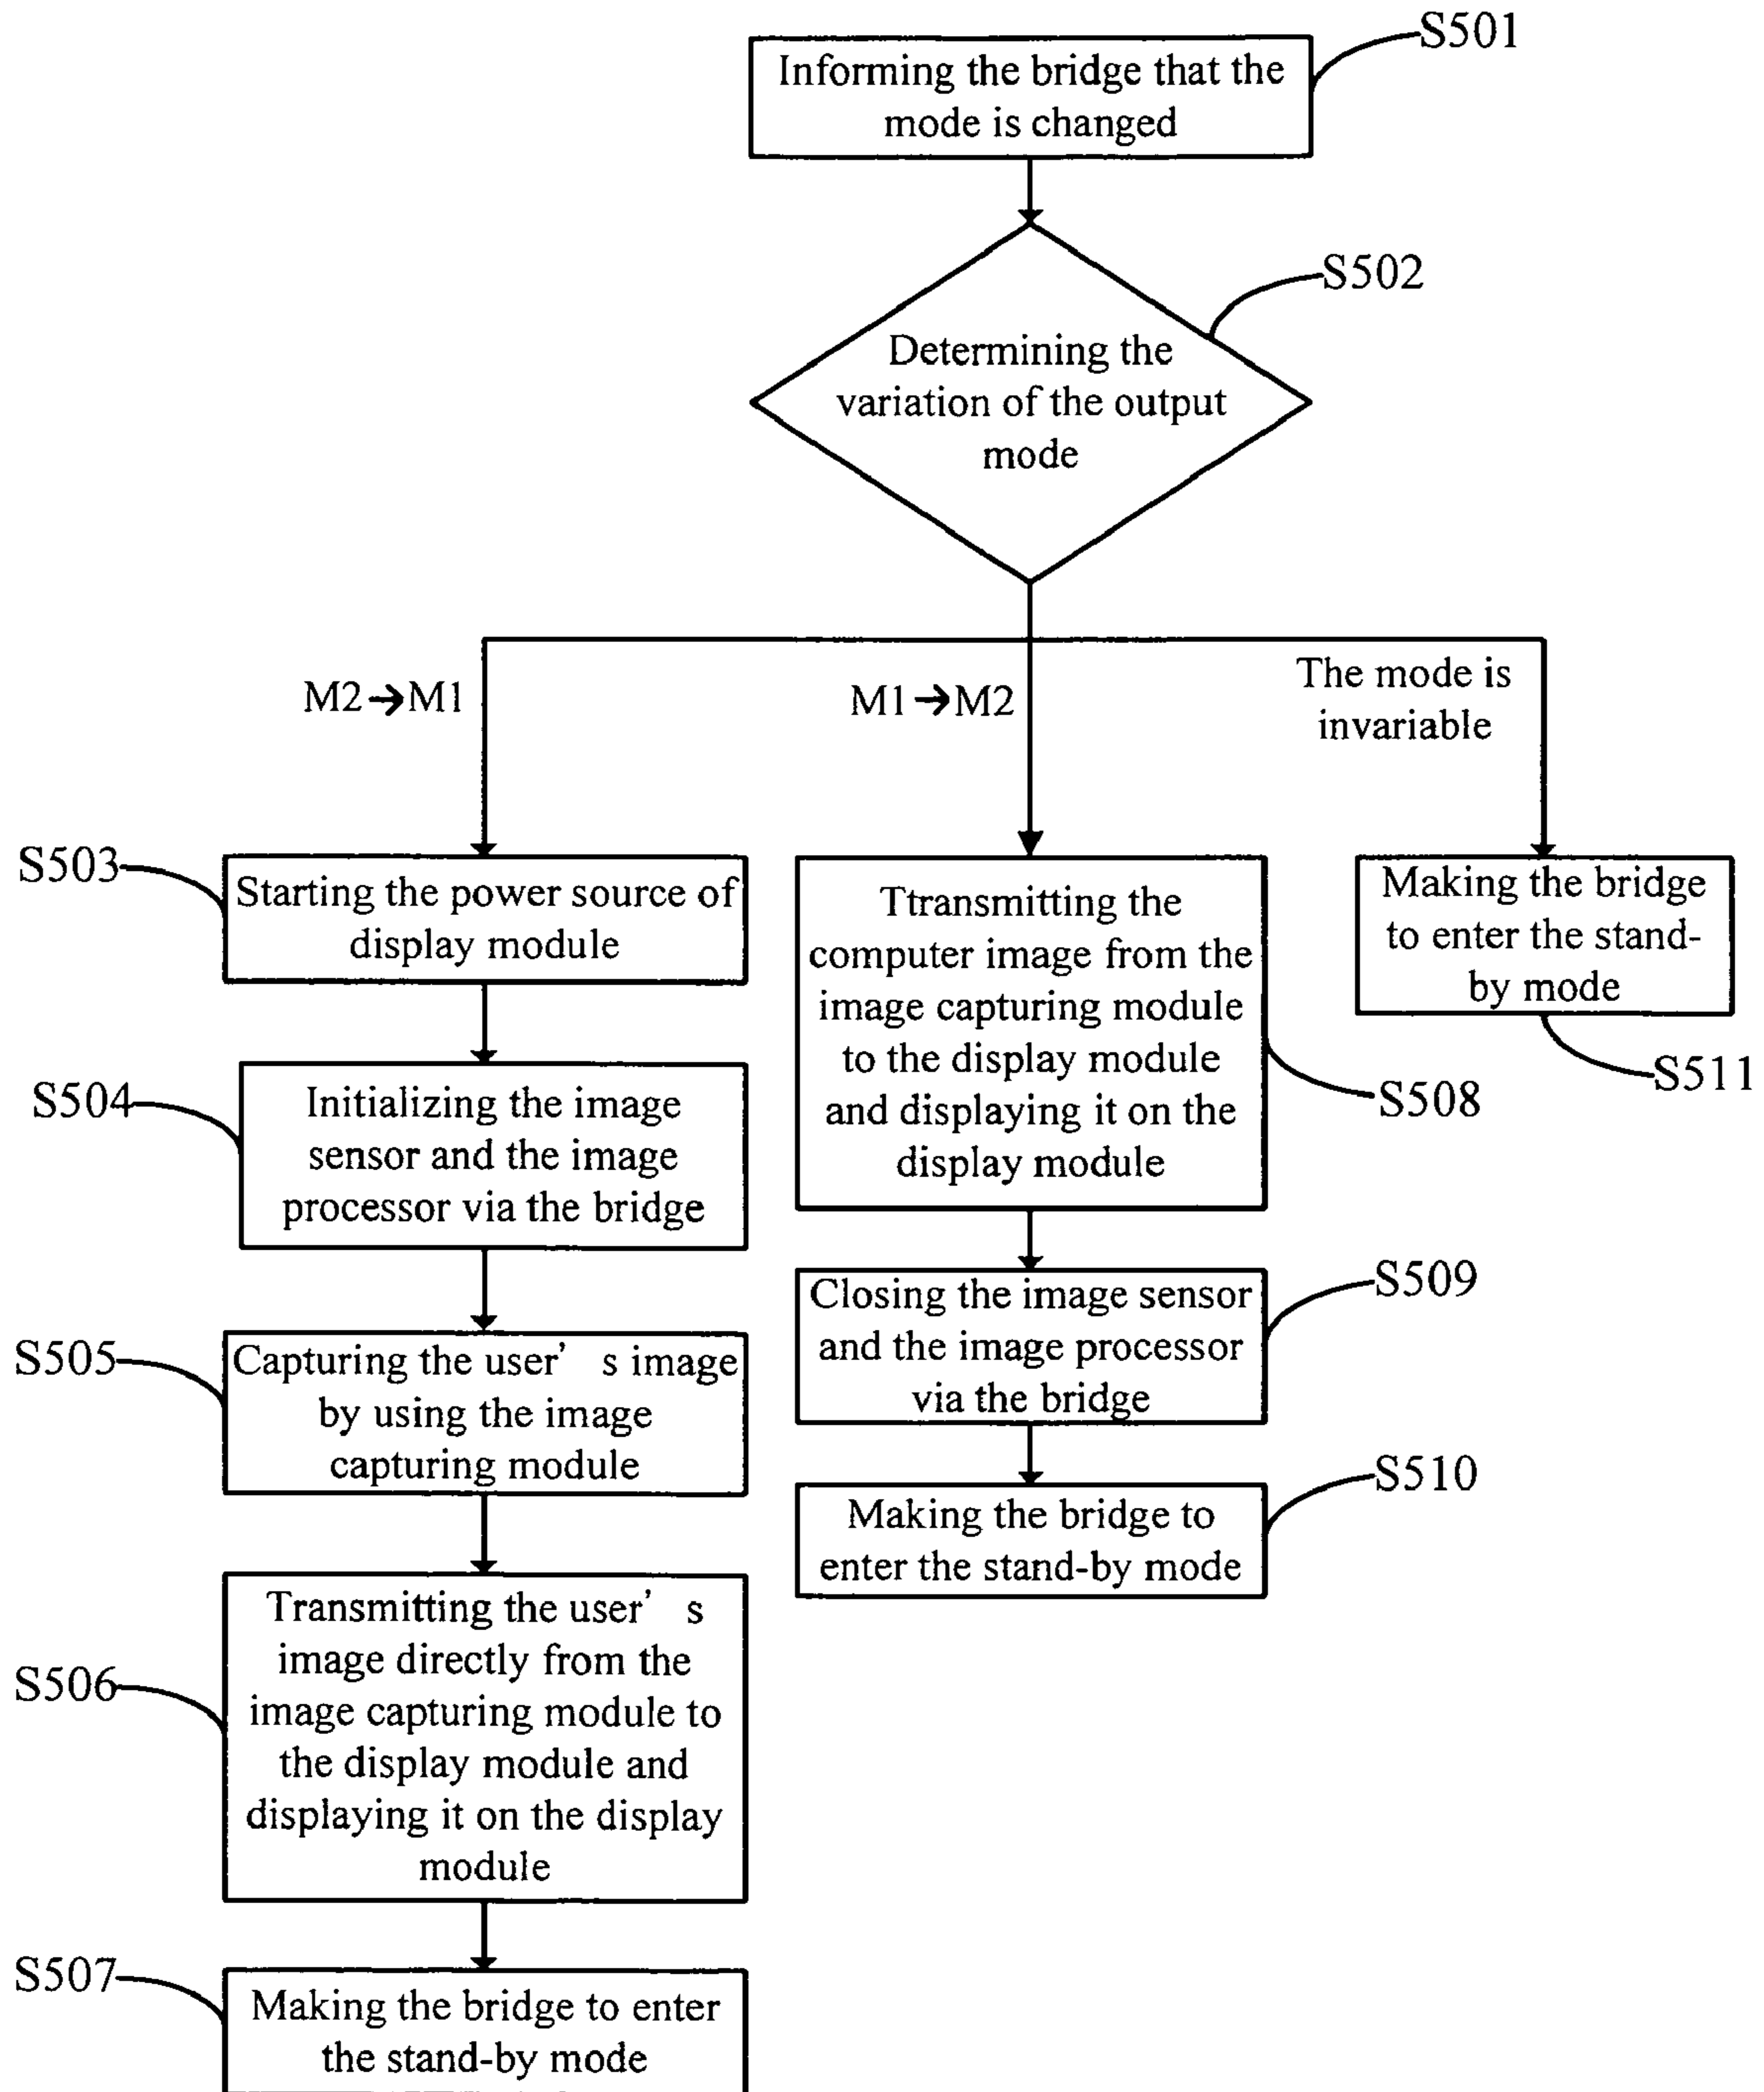 S501
Informing the bridge that the
mode is changed
S502
Determining the
variation of the output
mode
M2→M1
M1→M2
The mode is
invariable
S503
Starting the power source of
display module
S504
Initializing the image
sensor and the image
processor via the bridge
S505
Capturing the user' s image
by using the image
capturing module
S506
Transmitting the user' s
image directly from the
image capturing module to
the display module and
displaying it on the display
module
S507
Making the bridge to enter
the stand-by mode
Ttransmitting the
computer image from the
image capturing module
to the display module
and displaying it on the
display module
S508
Closing the image sensor
and the image processor
via the bridge
S509
Making the bridge to
enter the stand-by mode
S510
Making the bridge
to enter the stand-
by mode
S511